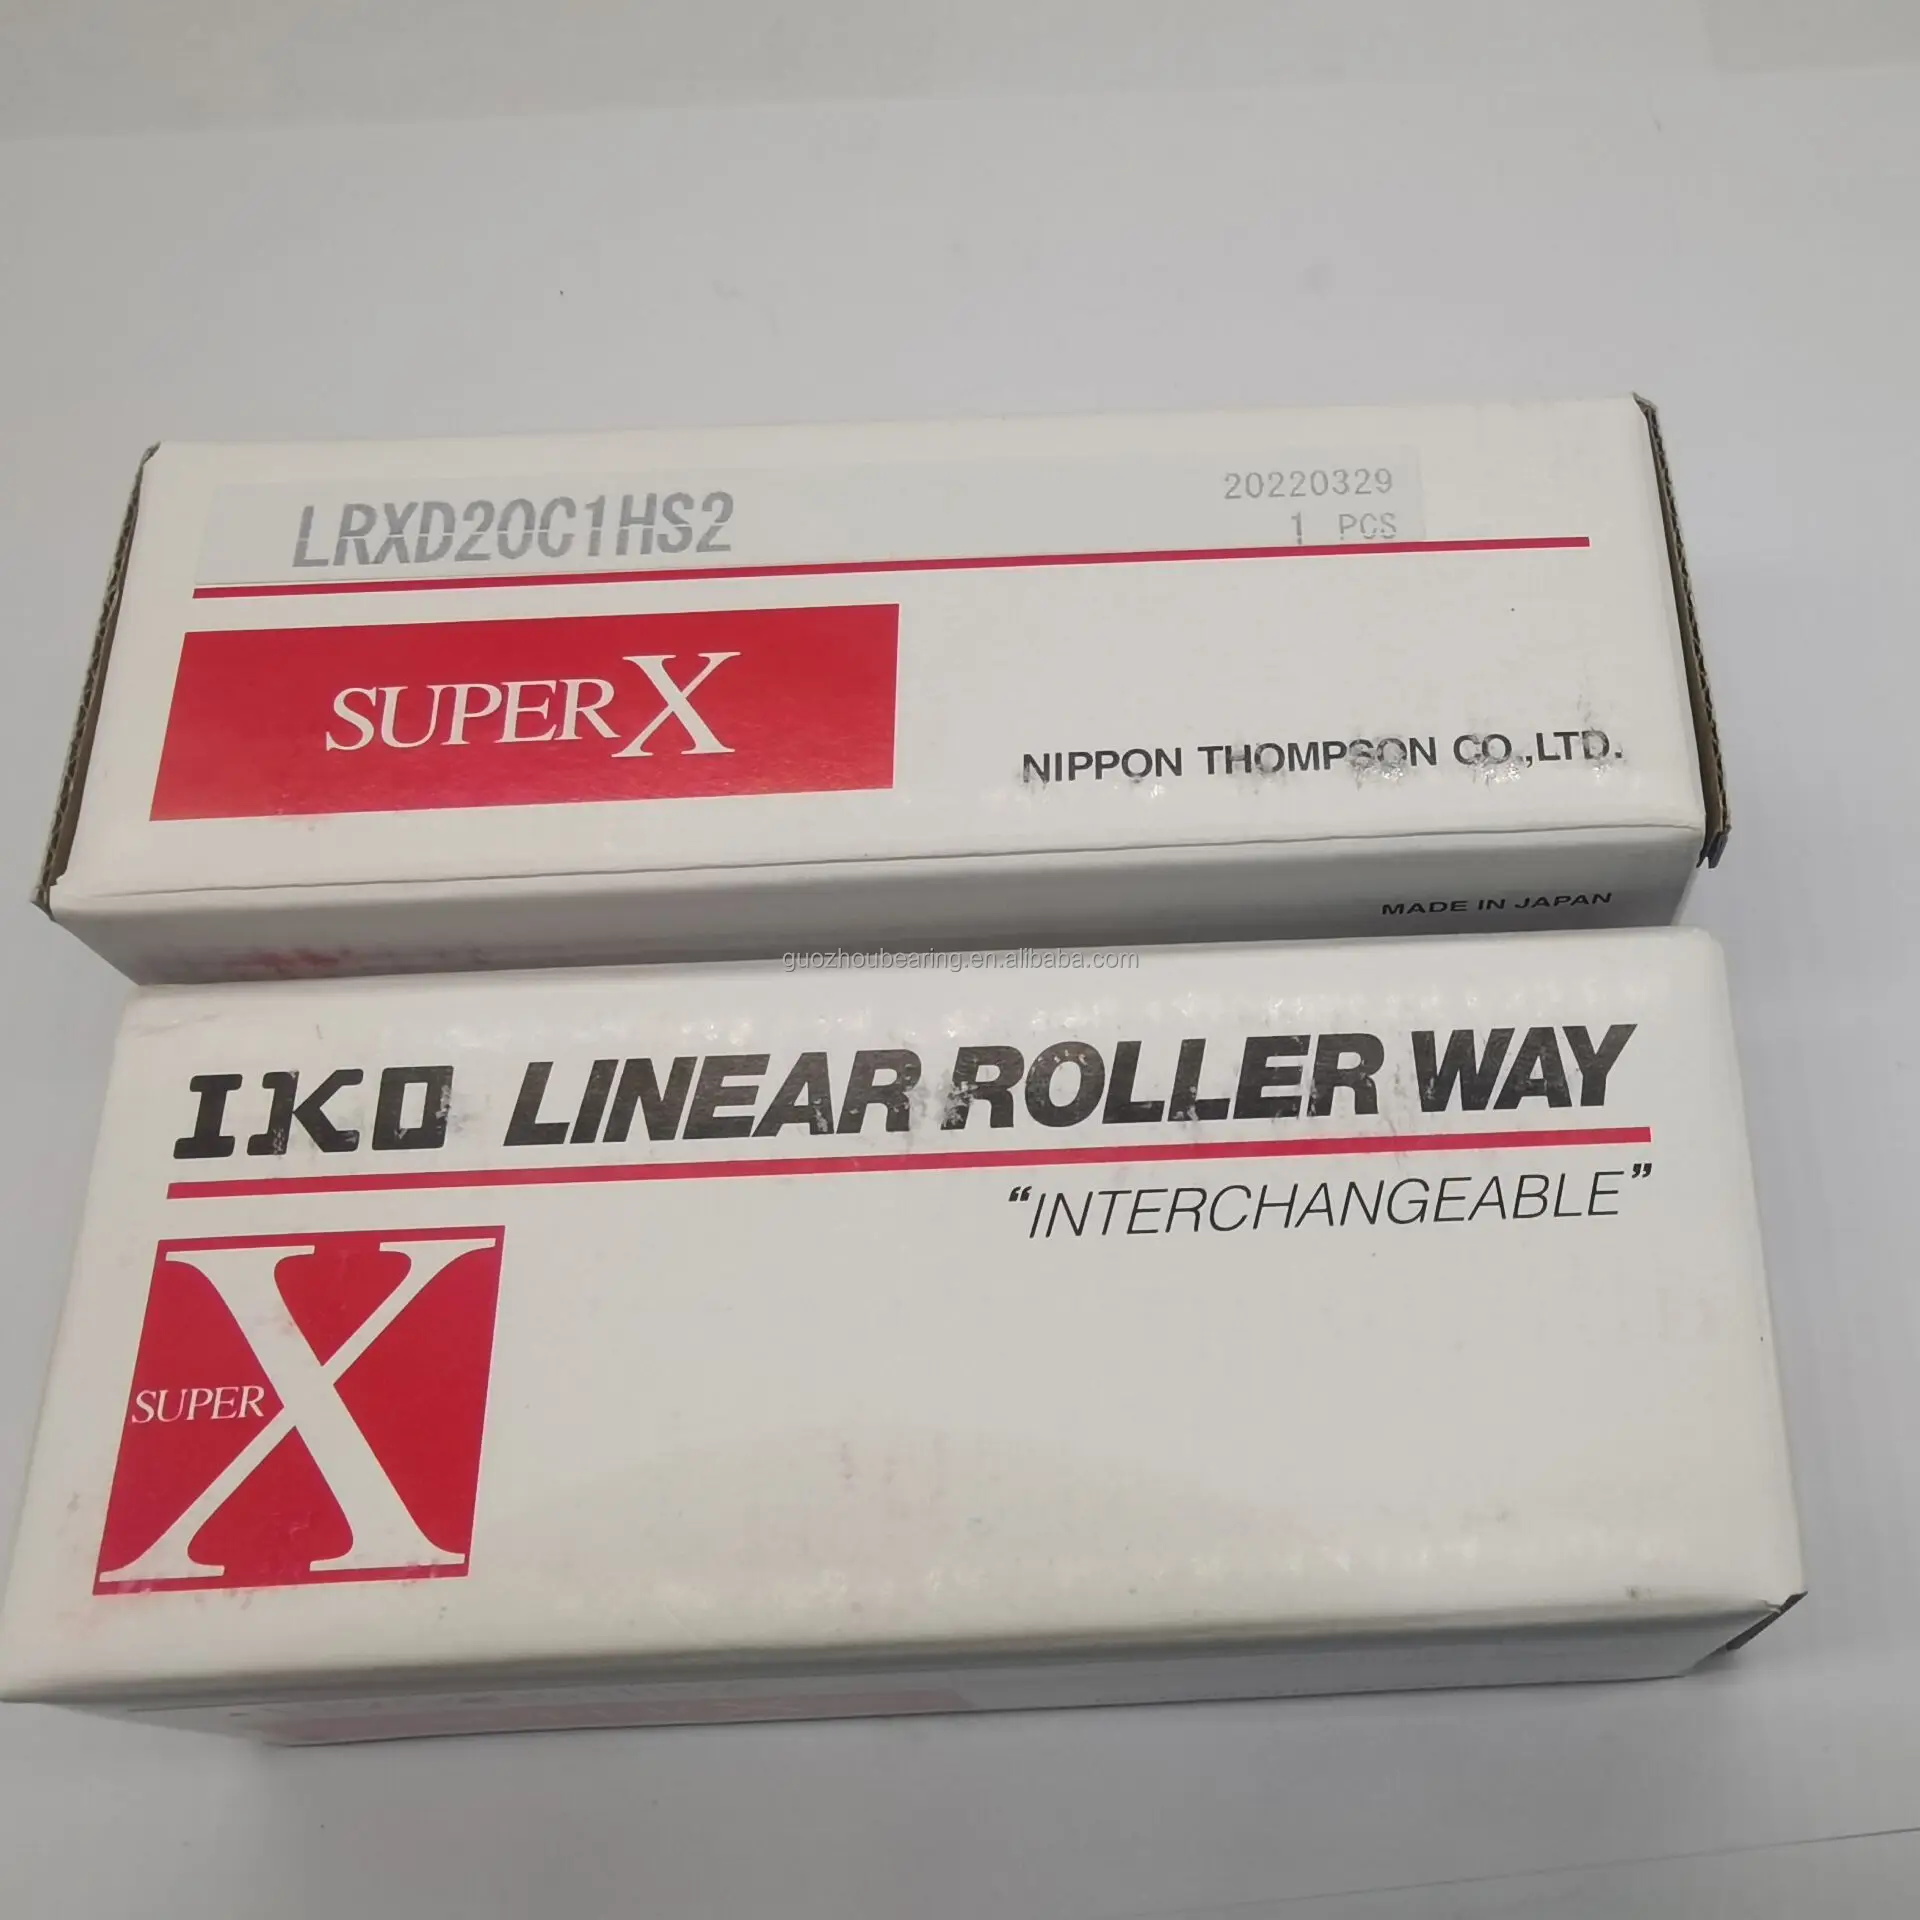 LRXD20C1HS2
20220329
1 PCS
SUPER X
NIPPON THOMPSON CO.,LTD.
MADE IN JAPAN
guozhoubearing.en.alibaba.com
IKO LINEAR ROLLER WAY
“INTERCHANGEABLE”
SUPER X